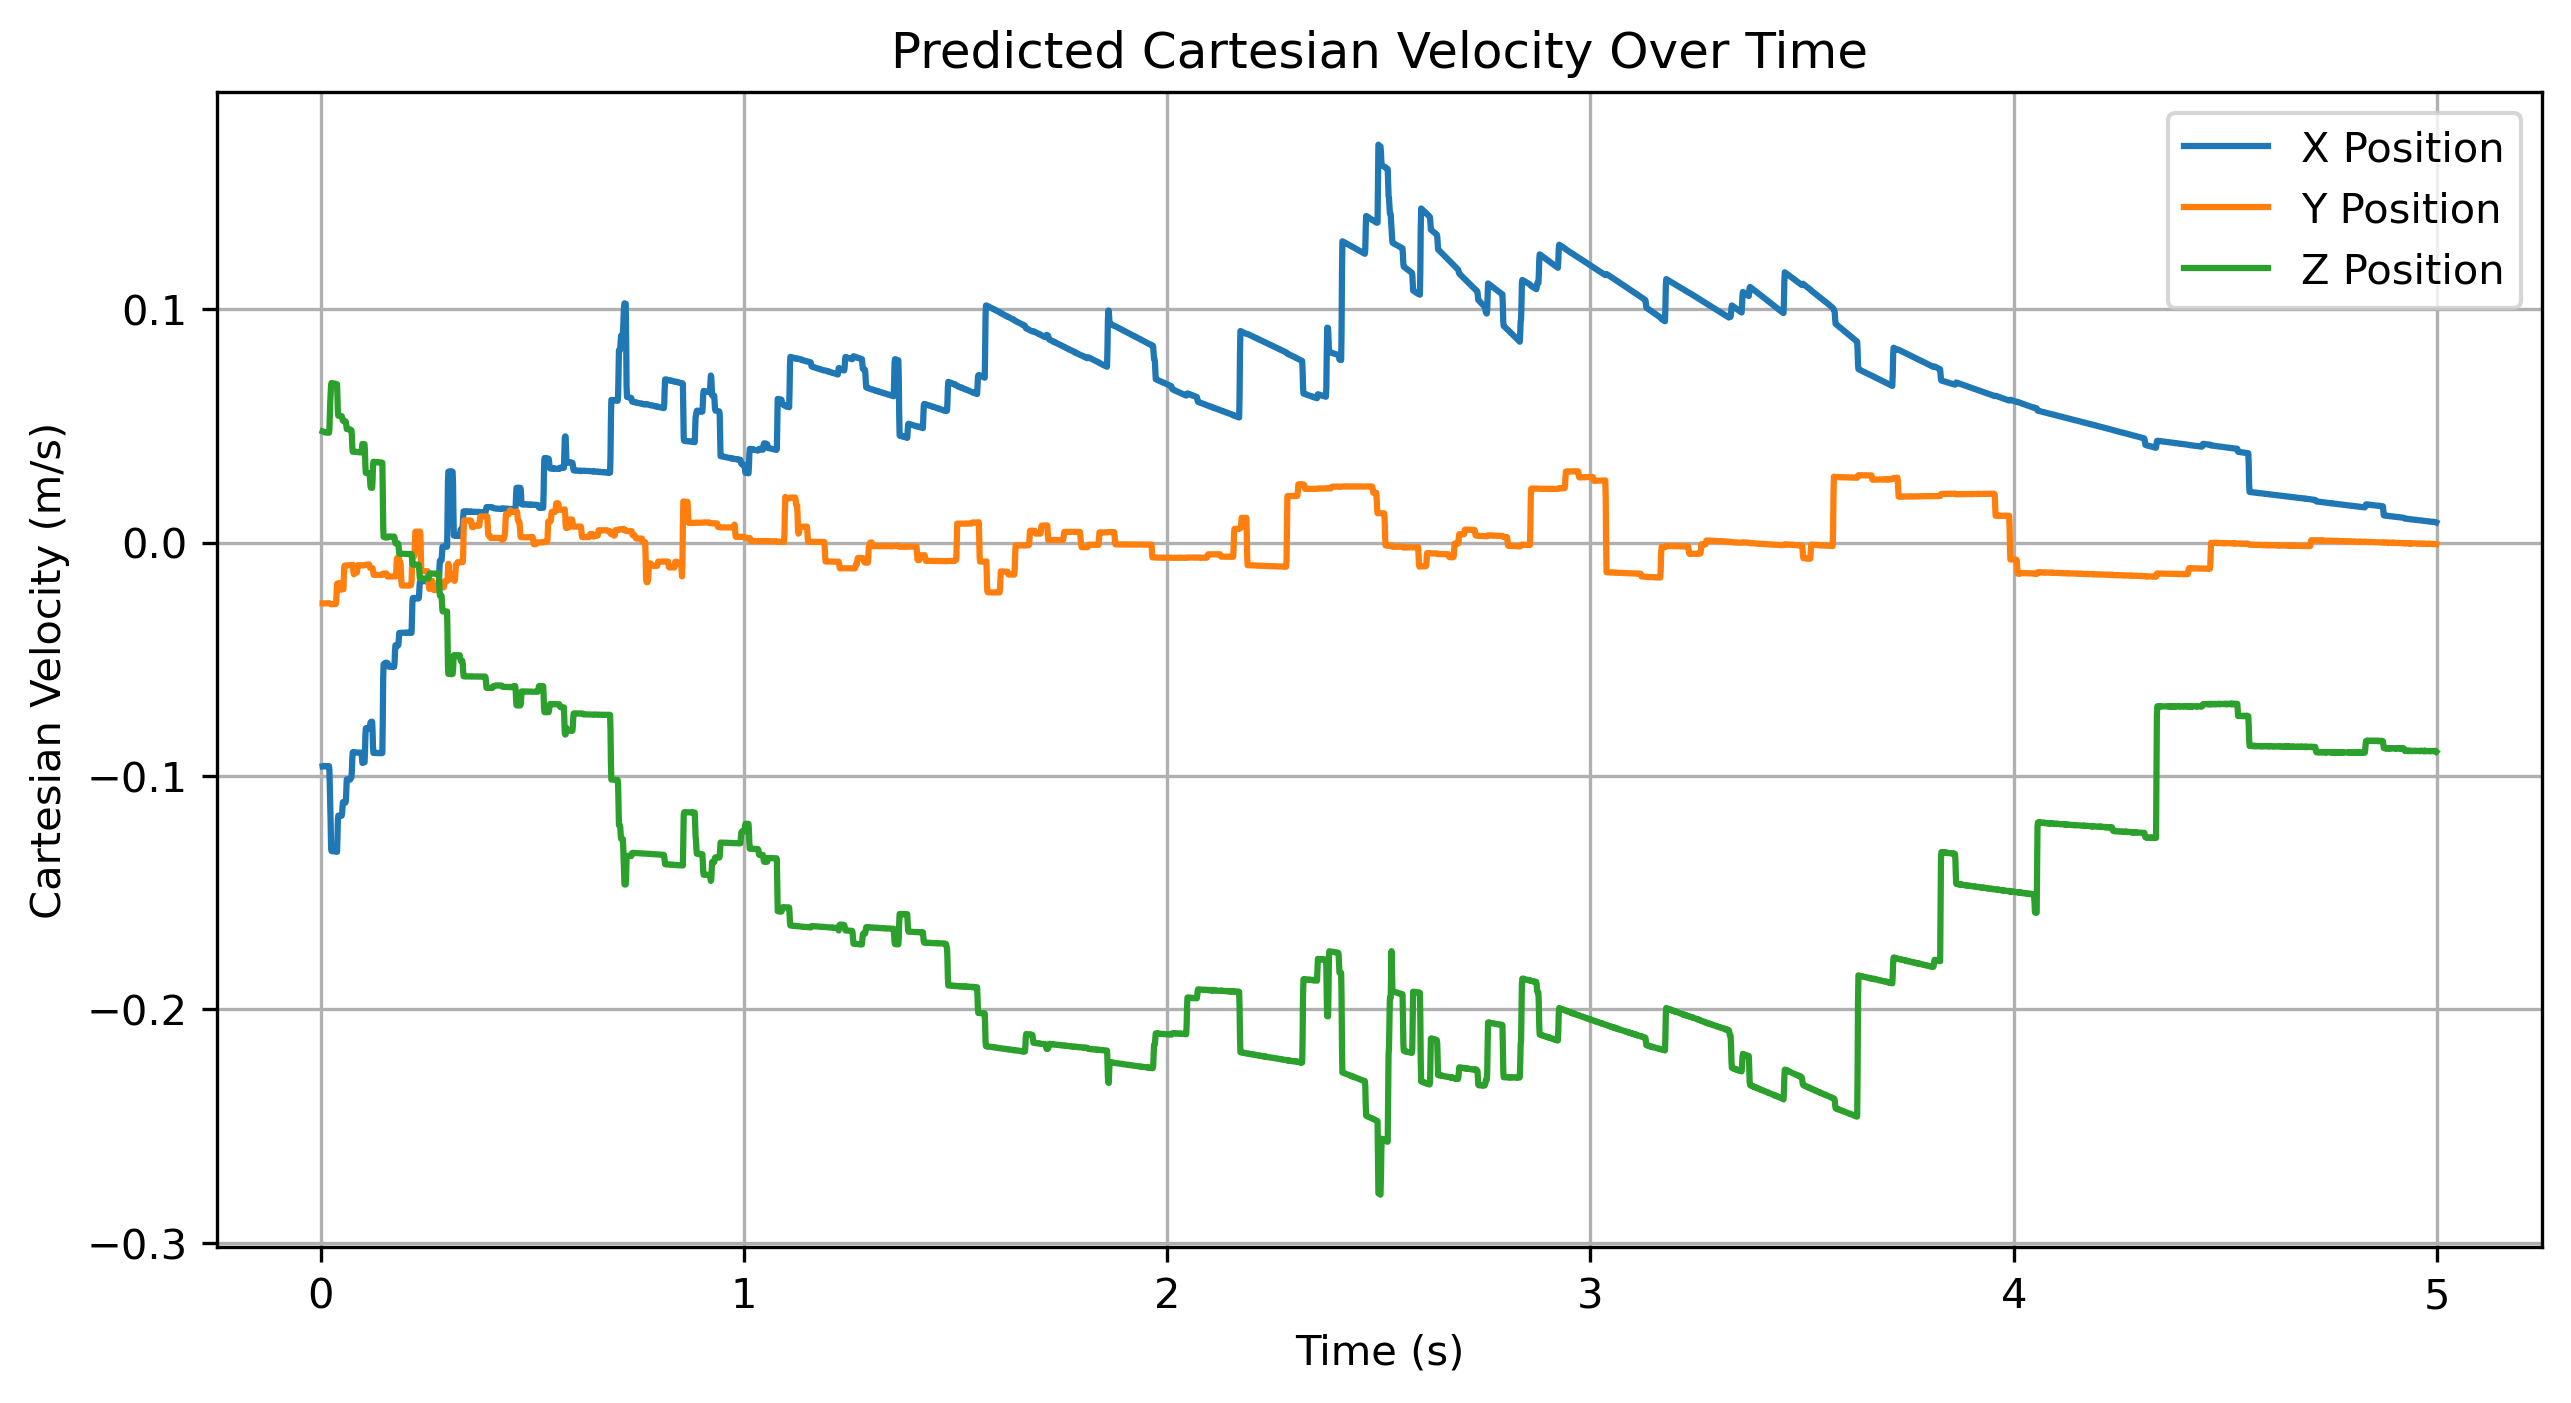 Predicted Cartesian Velocity Over Time
X Position
Y Position
Z Position
Cartesian Velocity (m/s)
0.1
0.0
−0.1
−0.2
−0.3
0 1 2 3 4 5
Time (s)